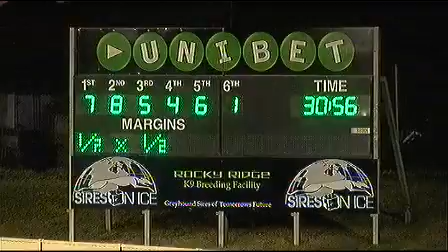 UNIBET
1ST 2ND 3RD 4TH 5TH 6TH TIME
7 8 5 4 6 1 30:56
MARGINS
1/2 x 1/2
ROCKY RIDGE
K9 Breeding Facility
SIRES ON ICE SIRES ON ICE
Greyhound Sires of Tomorrows Future